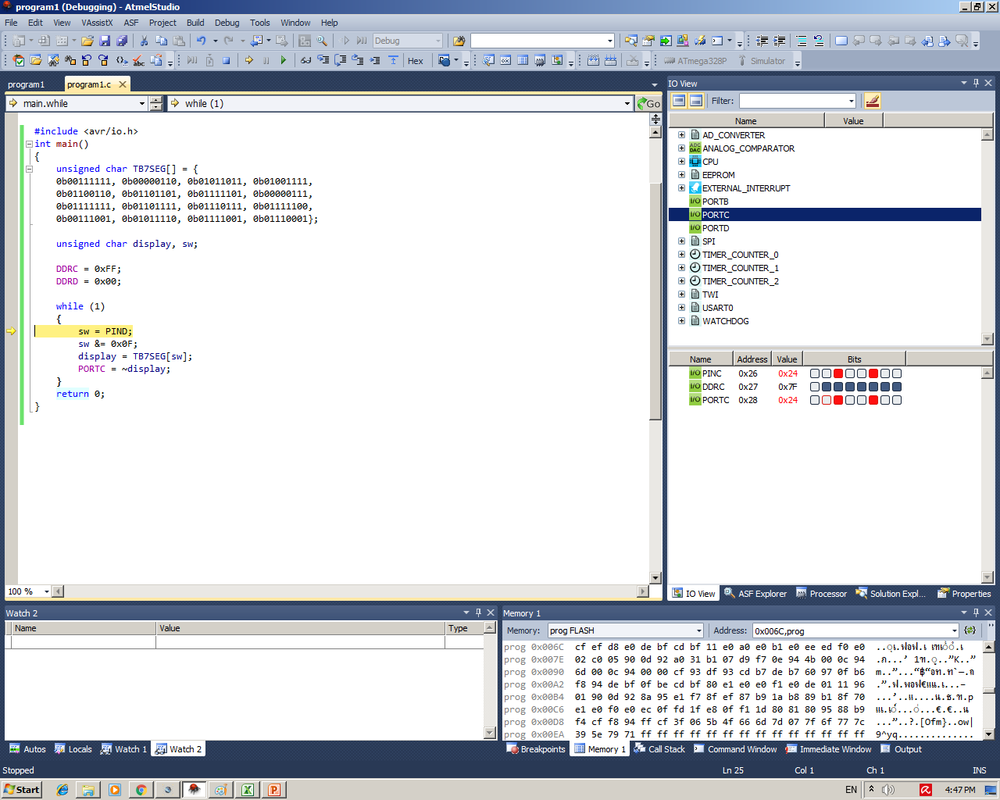 program1 (Debugging) - AtmelStudio
File Edit View VAssistX ASF Project Build Debug Tools Window Help
Debug
Hex ATmega328P Simulator
program1 program1.c
main.while while (1) Go
#include <avr/io.h>
int main()
{
unsigned char TB7SEG[] = {
0b00111111, 0b00000110, 0b01011011, 0b01001111,
0b01100110, 0b01101101, 0b01111101, 0b00000111,
0b01111111, 0b01101111, 0b01110111, 0b01111100,
0b00111001, 0b01011110, 0b01111001, 0b01110001};
unsigned char display, sw;
DDRC = 0xFF;
DDRD = 0x00;
while (1)
{
sw = PIND;
sw &= 0x0F;
display = TB7SEG[sw];
PORTC = ~display;
}
return 0;
}
100 %
IO View
Filter:
Name Value
AD_CONVERTER
ANALOG_COMPARATOR
CPU
EEPROM
EXTERNAL_INTERRUPT
PORTB
PORTC
PORTD
SPI
TIMER_COUNTER_0
TIMER_COUNTER_1
TIMER_COUNTER_2
TWI
USART0
WATCHDOG
Name Address Value Bits
PINC 0x26 0x24
DDRC 0x27 0x7F
PORTC 0x28 0x24
IO View ASF Explorer Processor Solution Expl... Properties
Watch 2
Name Value Type
Autos Locals Watch 1 Watch 2
Memory 1
Memory: prog FLASH Address: 0x006C,prog
prog 0x006C cf ef d8 e0 de bf cd bf 11 e0 a0 e0 b1 e0 ee ed f0 e0
prog 0x007E 02 c0 05 90 0d 92 a0 31 b1 07 d9 f7 0e 94 4b 00 0c 94
prog 0x0090 6d 00 0c 94 00 00 cf 93 df 93 cd b7 de b7 60 97 0f b6
prog 0x00A2 f8 94 de bf 0f be cd bf 80 e1 e0 e0 f1 e0 de 01 11 96
prog 0x00B4 01 90 0d 92 8a 95 e1 f7 8f ef 87 b9 1a b8 89 b1 8f 70
prog 0x00C6 e1 e0 f0 e0 ec 0f fd 1f e8 0f f1 1d 80 81 80 95 88 b9
prog 0x00D8 f4 cf f8 94 ff cf 3f 06 5b 4f 66 6d 7d 07 7f 6f 77 7c
prog 0x00EA 39 5e 79 71 ff ff ff ff ff ff ff ff ff ff ff ff ff ff 9^yq..............
Breakpoints Memory 1 Call Stack Command Window Immediate Window Output
Stopped Ln 25 Col 1 Ch 1 INS
Start EN 4:47 PM